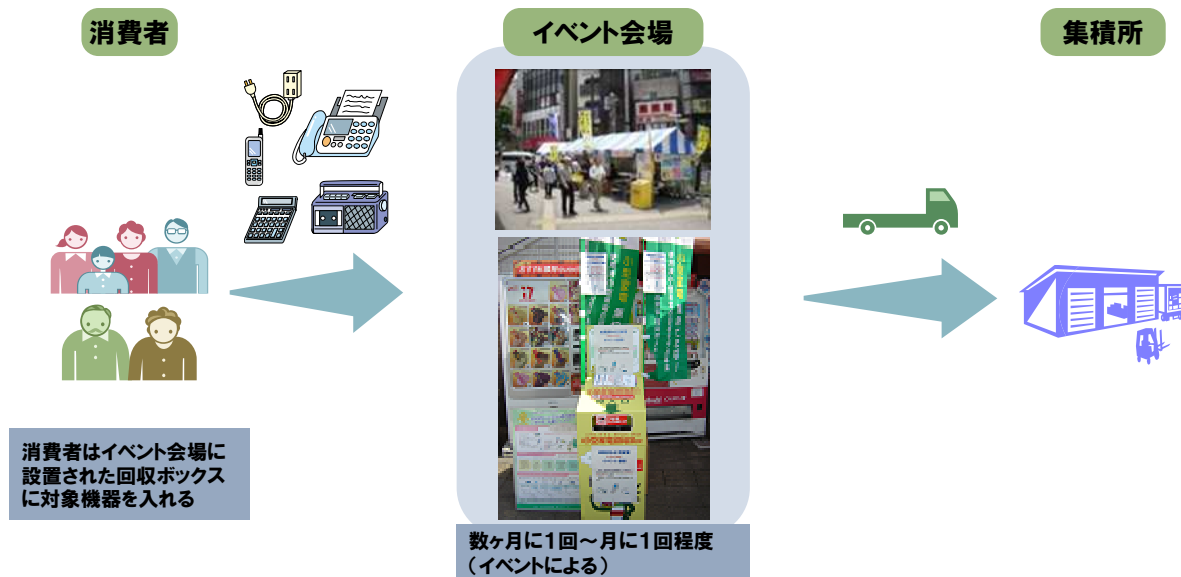 消費者
イベント会場
集積所
消費者はイベント会場に
設置された回収ボックス
に対象機器を入れる
数ヶ月に1回～月に1回程度
（イベントによる）